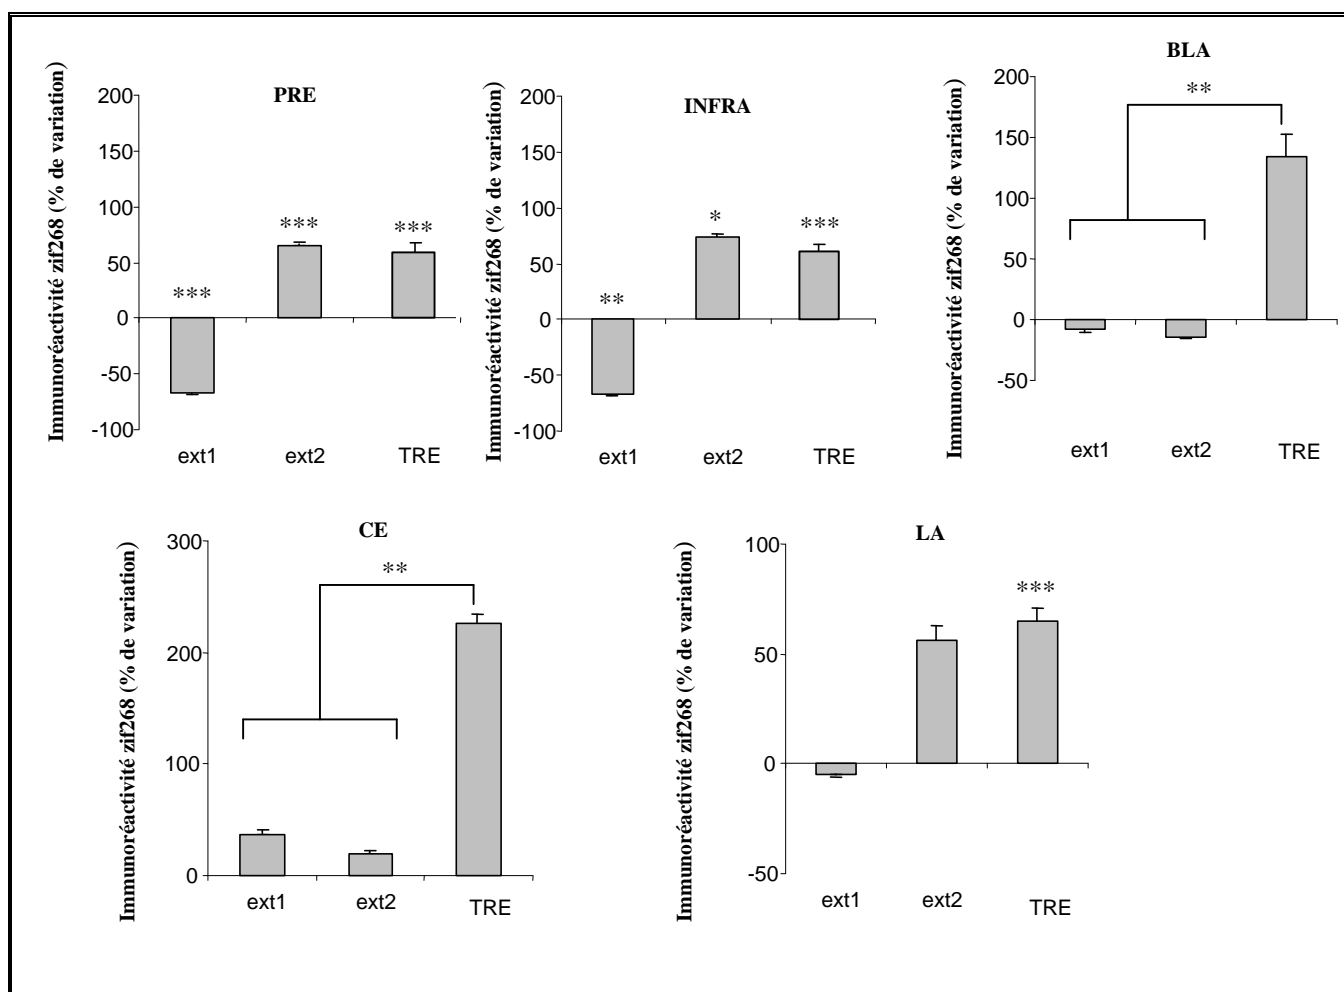 PRE
Immunoréactivité zif268 (% de variation)
200
150
100
50
0
-50
-100
***
***
***
ext1 ext2 TRE
INFRA
Immunoréactivité zif268 (% de variation)
200
150
100
50
0
-50
-100
**
*
***
ext1 ext2 TRE
BLA
Immunoréactivité zif268 (% de variation)
200
150
100
50
0
-50
**
ext1 ext2 TRE
CE
Immunoréactivité zif268 (% de variation)
300
200
100
0
**
ext1 ext2 TRE
LA
Immunoréactivité zif268 (% de variation)
100
50
0
-50
***
ext1 ext2 TRE